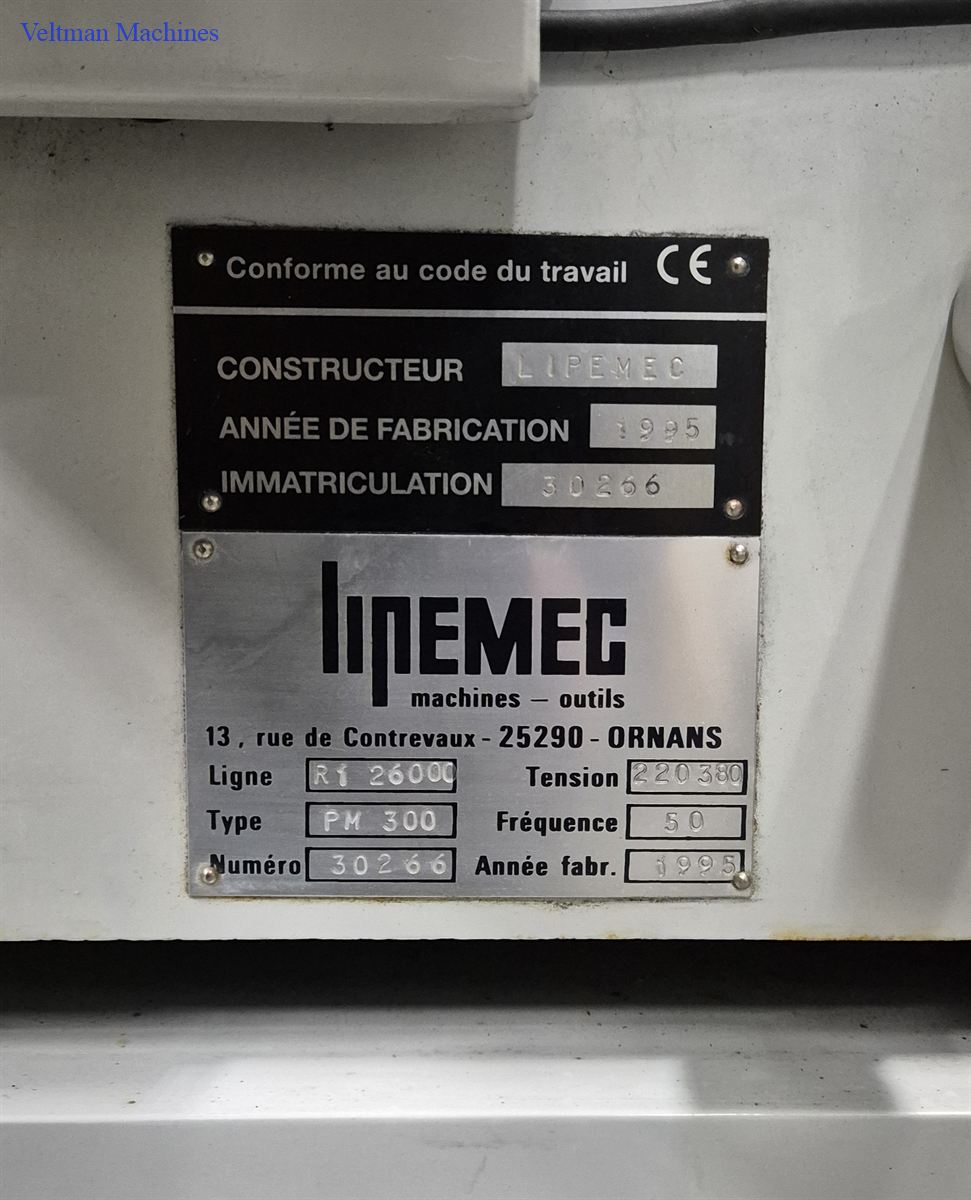 Veltman Machines
Conforme au code du travail CE
CONSTRUCTEUR LIPEMEC
ANNÉE DE FABRICATION 1995
IMMATRICULATION 30266
lipEMEC
machines – outils
13, rue de Contrevaux - 25290 - ORNANS
Ligne R1 26000 Tension 220380
Type PM 300 Fréquence 50
Numéro 30266 Année fabr. 1995